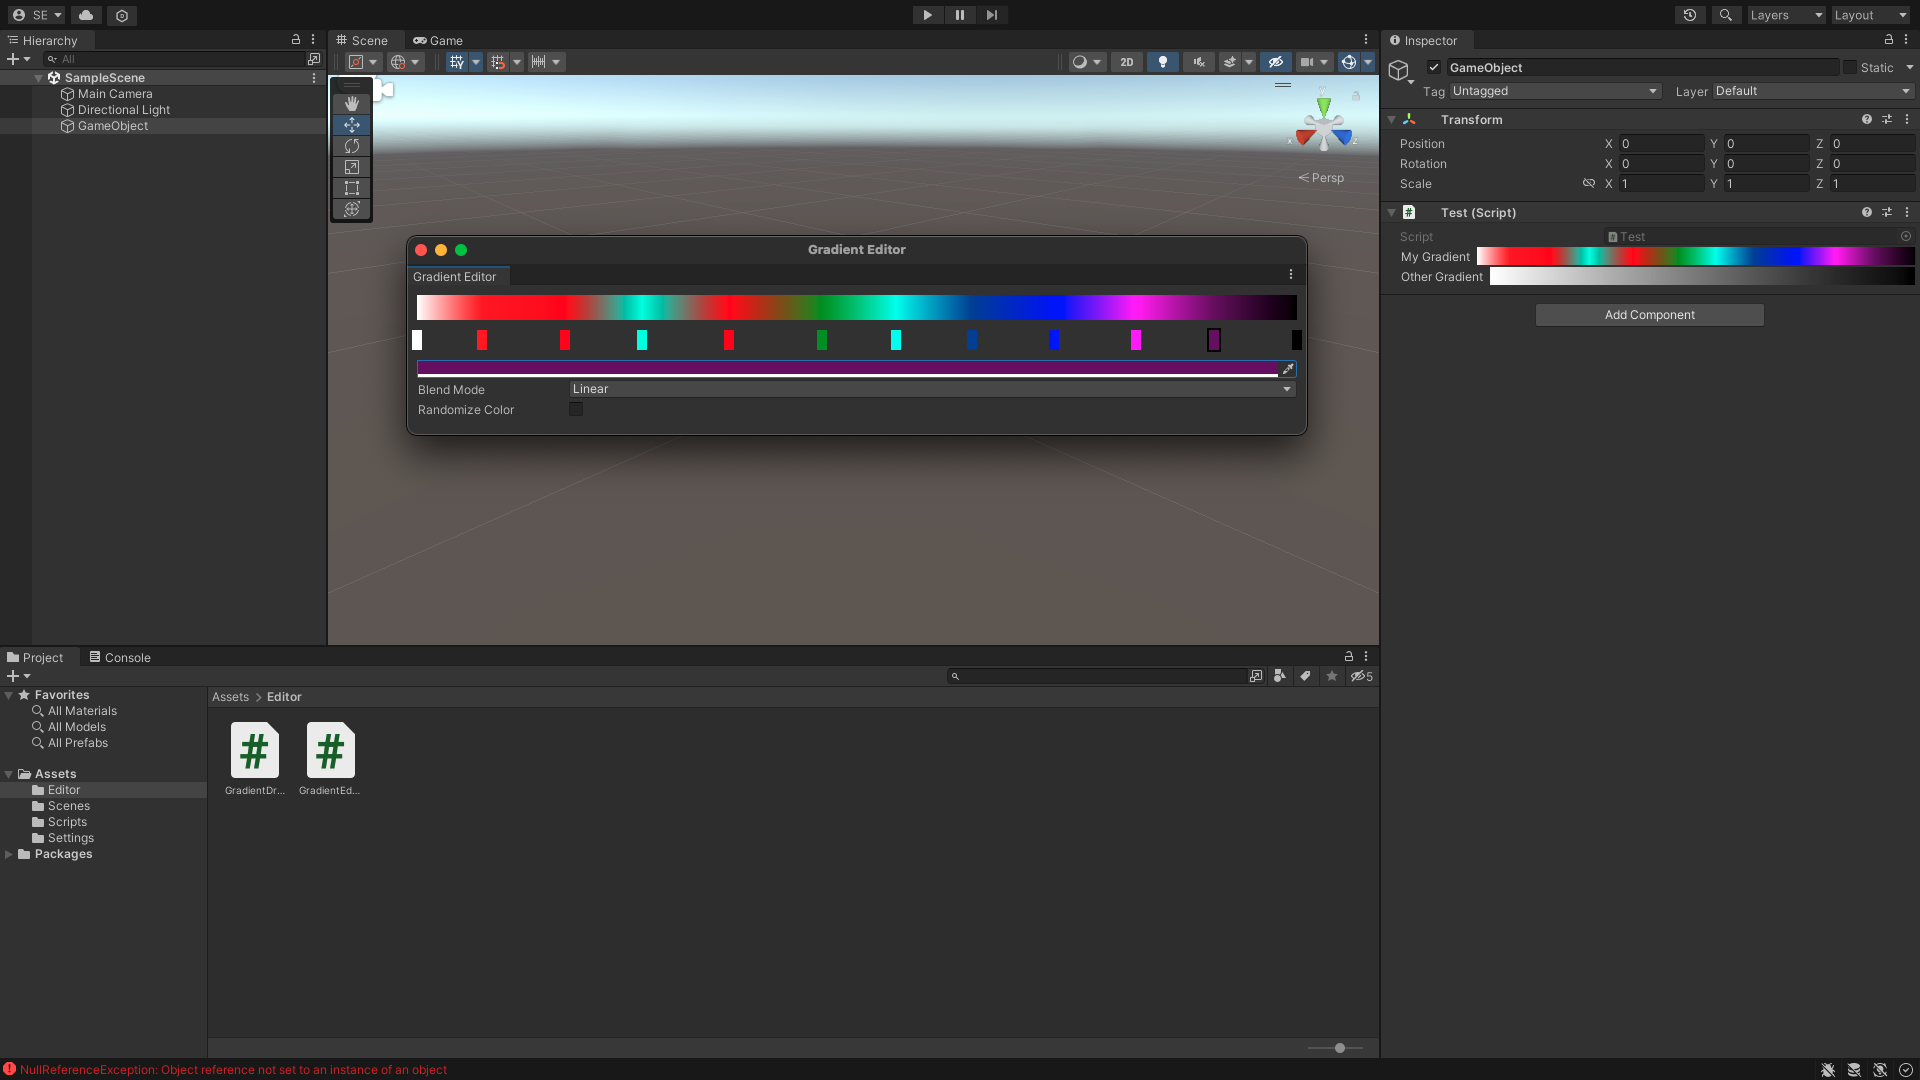 SE
Layers
Layout
Hierarchy
All
SampleScene
Main Camera
Directional Light
GameObject
Scene
Game
2D
y
x
z
Persp
Gradient Editor
Gradient Editor
Blend Mode
Linear
Randomize Color
Inspector
GameObject
Static
Tag
Untagged
Layer
Default
Transform
Position X 0 Y 0 Z 0
Rotation X 0 Y 0 Z 0
Scale X 1 Y 1 Z 1
# Test (Script)
Script
Test
My Gradient
Other Gradient
Add Component
Project
Console
5
Favorites
All Materials
All Models
All Prefabs
Assets
Editor
Scenes
Scripts
Settings
Packages
Assets > Editor
#
#
GradientDr...
GradientEd...
NullReferenceException: Object reference not set to an instance of an object